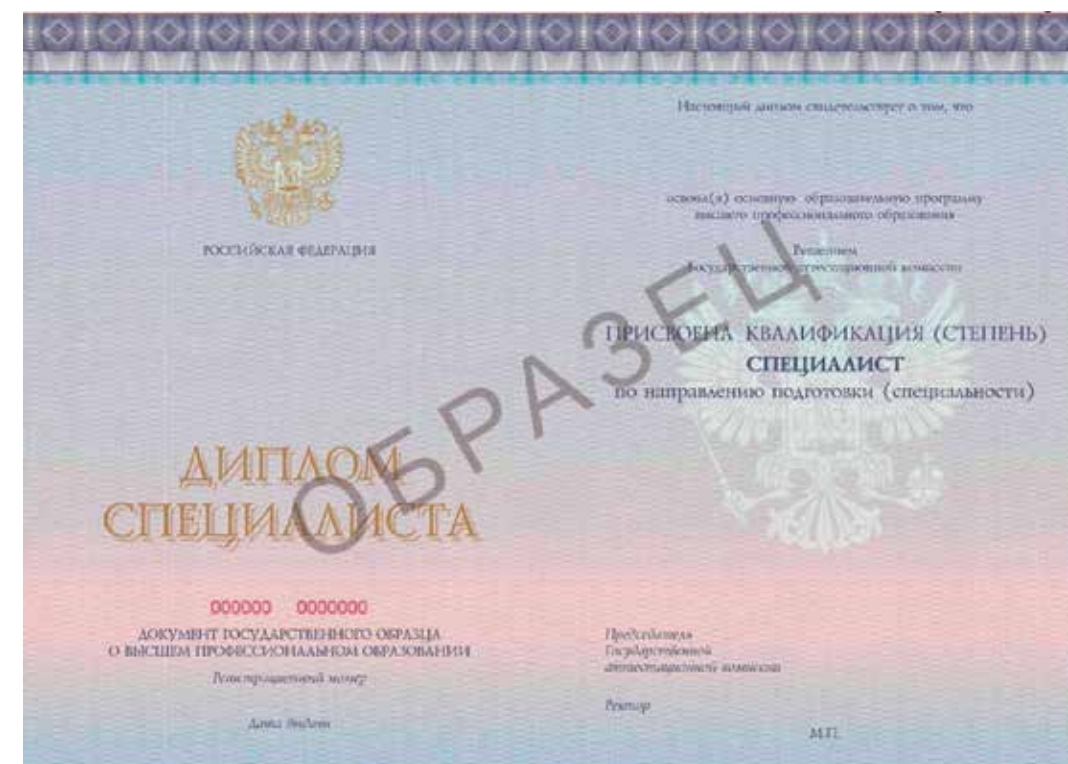 РОССИЙСКАЯ ФЕДЕРАЦИЯ
ДИПЛОМ
СПЕЦИАЛИСТА
000000 0000000
ДОКУМЕНТ ГОСУДАРСТВЕННОГО ОБРАЗЦА
О ВЫСШЕМ ПРОФЕССИОНАЛЬНОМ ОБРАЗОВАНИИ
Регистрационный номер
Дата выдачи
Настоящий диплом свидетельствует о том, что
освоил(а) основную образовательную программу
высшего профессионального образования
Решением
Государственной аттестационной комиссии
ПРИСВОЕНА КВАЛИФИКАЦИЯ (СТЕПЕНЬ)
СПЕЦИАЛИСТ
по направлению подготовки (специальности)
Председатель
Государственной
аттестационной комиссии
Ректор
М.П.
ОБРАЗЕЦ